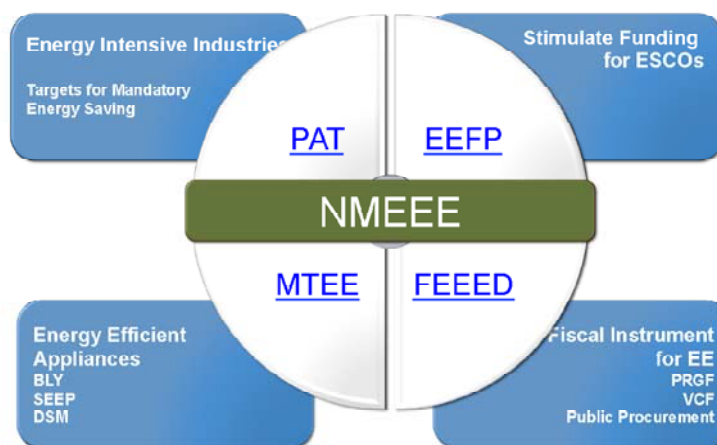 Energy Intensive Industries
Targets for Mandatory
Energy Saving
Stimulate Funding
for ESCOs
PAT
EEFP
NMEEE
MTEE
FEEED
Energy Efficient
Appliances
BLY
SEEP
DSM
Fiscal Instrument
for EE
PRGF
VCF
Public Procurement